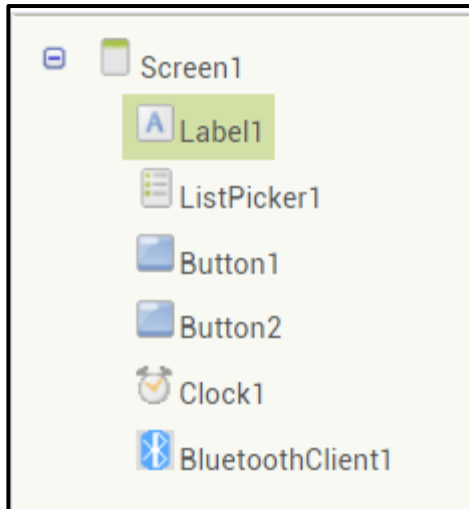 Screen1
A Label1
ListPicker1
Button1
Button2
Clock1
BluetoothClient1